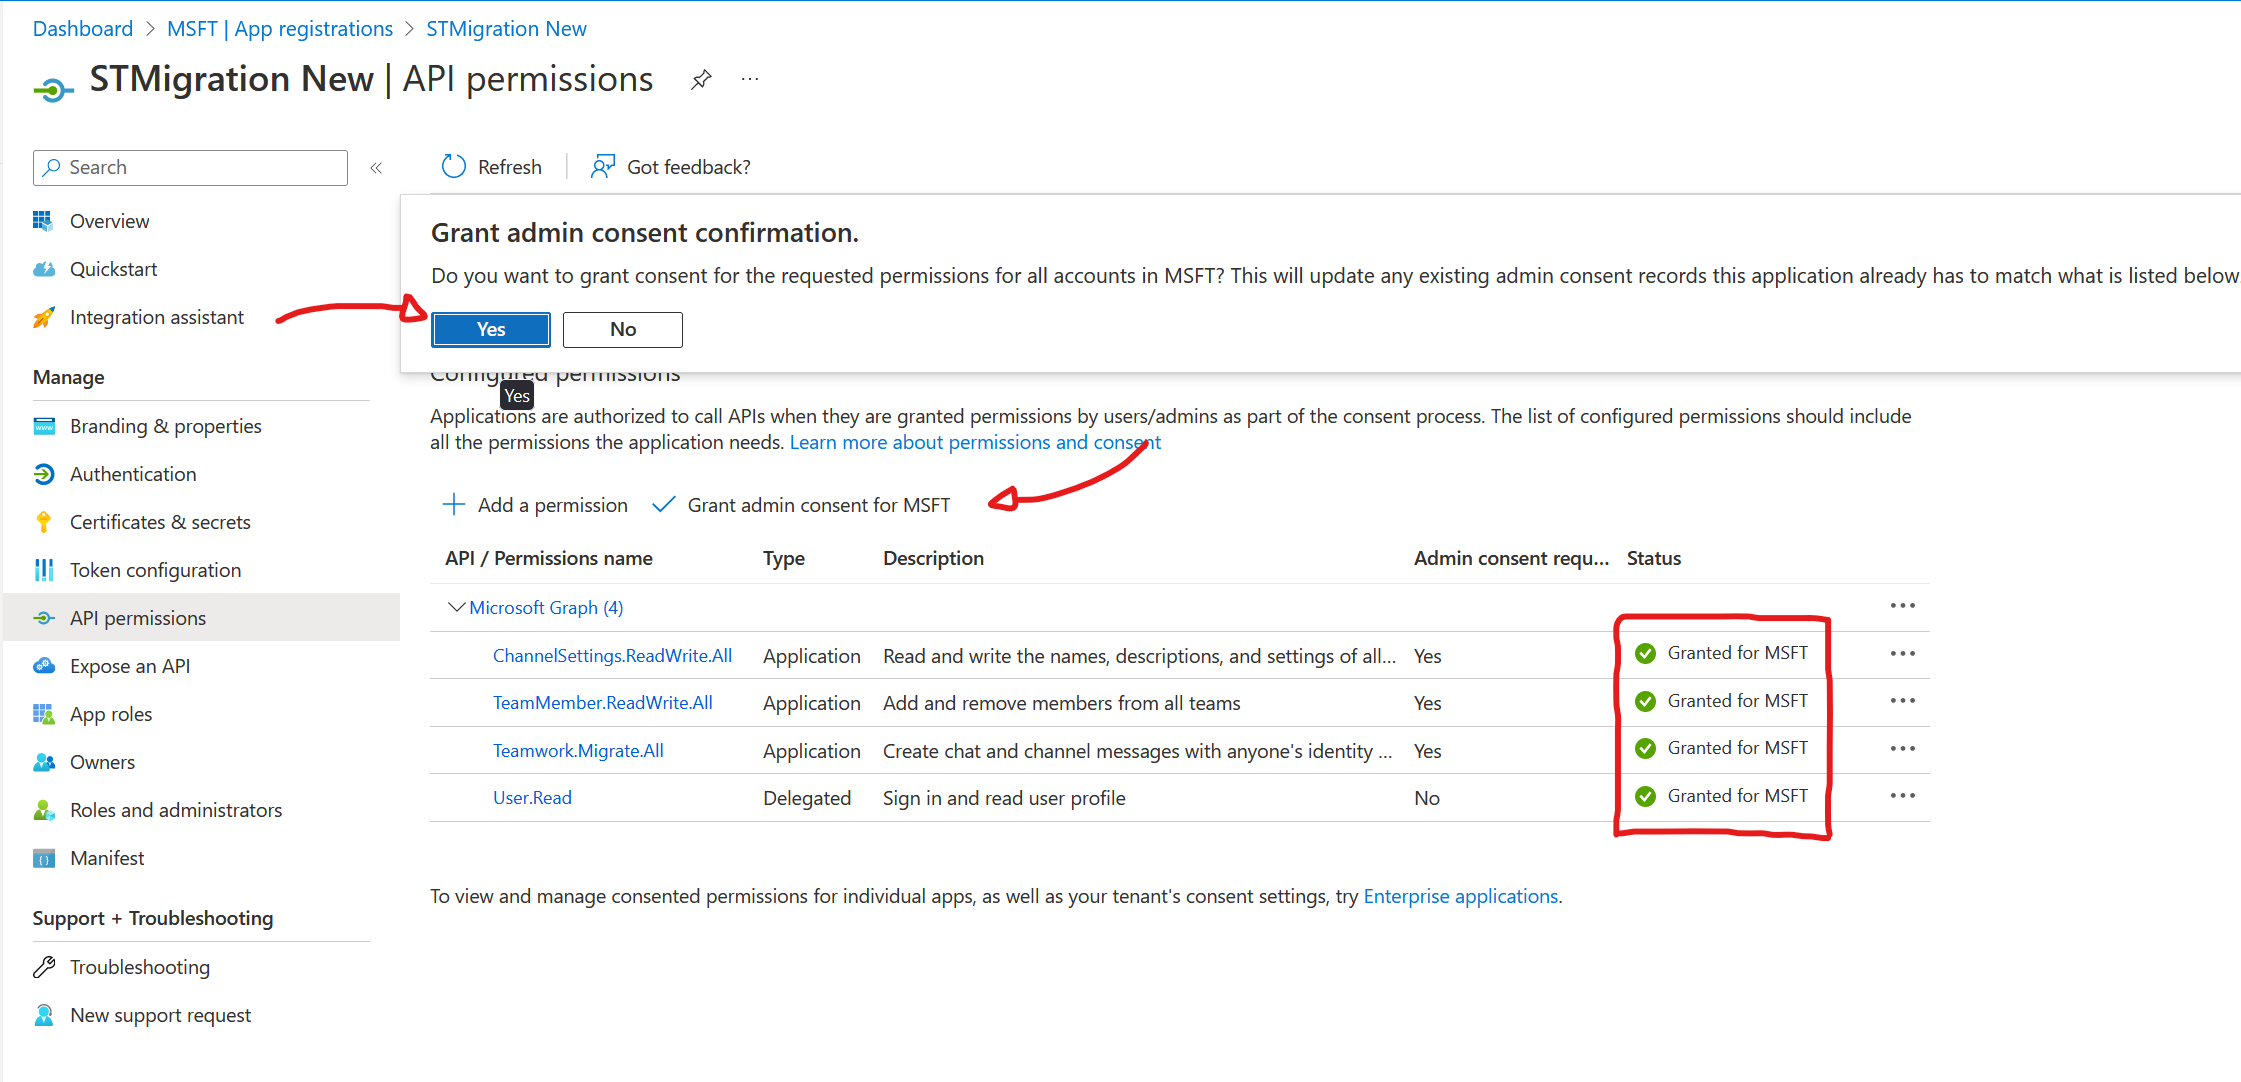 Dashboard > MSFT | App registrations > STMigration New
STMigration New | API permissions
Search
Refresh
Got feedback?
Overview
Quickstart
Integration assistant
Manage
Branding & properties
Authentication
Certificates & secrets
Token configuration
API permissions
Expose an API
App roles
Owners
Roles and administrators
Manifest
Support + Troubleshooting
Troubleshooting
New support request
Grant admin consent confirmation.
Do you want to grant consent for the requested permissions for all accounts in MSFT? This will update any existing admin consent records this application already has to match what is listed below.
Yes No
Configured permissions
Yes
Applications are authorized to call APIs when they are granted permissions by users/admins as part of the consent process. The list of configured permissions should include
all the permissions the application needs. Learn more about permissions and consent
Add a permission Grant admin consent for MSFT
API / Permissions name Type Description Admin consent requ... Status
Microsoft Graph (4)
ChannelSettings.ReadWrite.All Application Read and write the names, descriptions, and settings of all... Yes Granted for MSFT
TeamMember.ReadWrite.All Application Add and remove members from all teams Yes Granted for MSFT
Teamwork.Migrate.All Application Create chat and channel messages with anyone's identity ... Yes Granted for MSFT
User.Read Delegated Sign in and read user profile No Granted for MSFT
To view and manage consented permissions for individual apps, as well as your tenant's consent settings, try Enterprise applications.